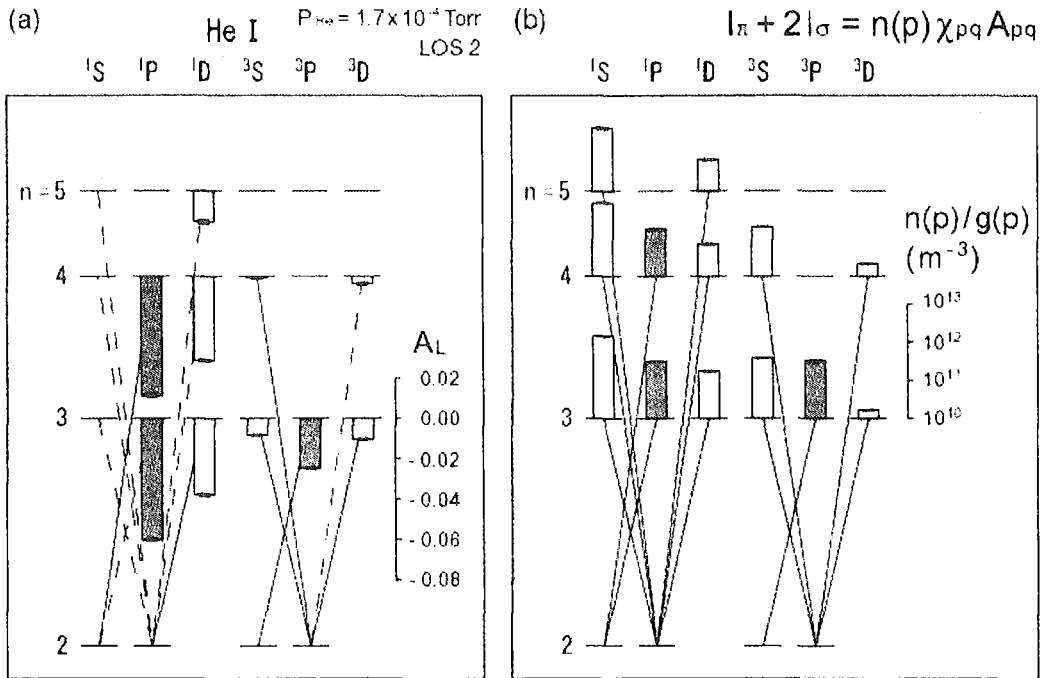 (a)
He I
P_He = 1.7 x 10⁻⁴ Torr
LOS 2
¹S ¹P ¹D ³S ³P ³D
n = 5
4
3
2
A_L
0.02
0.00
- 0.02
- 0.04
- 0.06
- 0.08
(b)
I_π + 2I_σ = n(p) χ_pq A_pq
¹S ¹P ¹D ³S ³P ³D
n = 5
4
3
2
n(p)/g(p)
(m⁻³)
10¹³
10¹²
10¹¹
10¹⁰